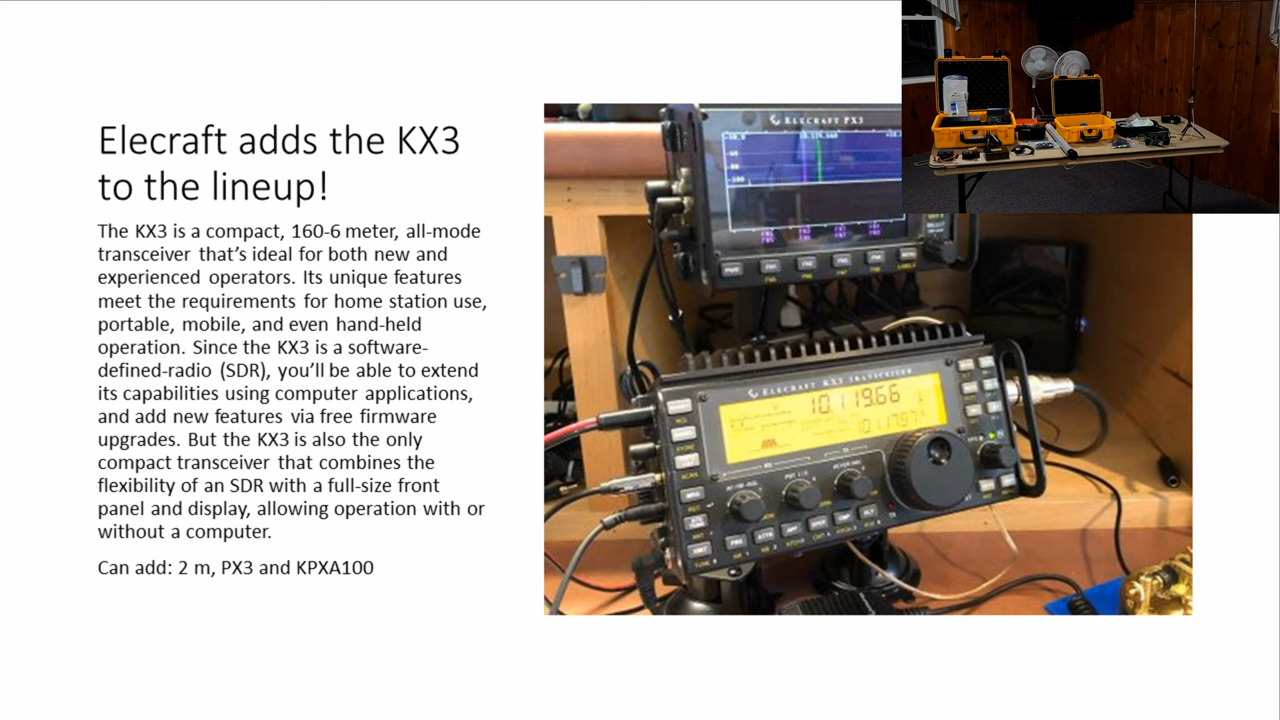 Elecraft adds the KX3
to the lineup!
The KX3 is a compact, 160-6 meter, all-mode
transceiver that's ideal for both new and
experienced operators. Its unique features
meet the requirements for home station use,
portable, mobile, and even hand-held
operation. Since the KX3 is a software-
defined-radio (SDR), you'll be able to extend
its capabilities using computer applications,
and add new features via free firmware
upgrades. But the KX3 is also the only
compact transceiver that combines the
flexibility of an SDR with a full-size front
panel and display, allowing operation with or
without a computer.
Can add: 2 m, PX3 and KPXA100
ELECRAFT PX3
ELECRAFT KX3 TRANSCEIVER
10.119.66